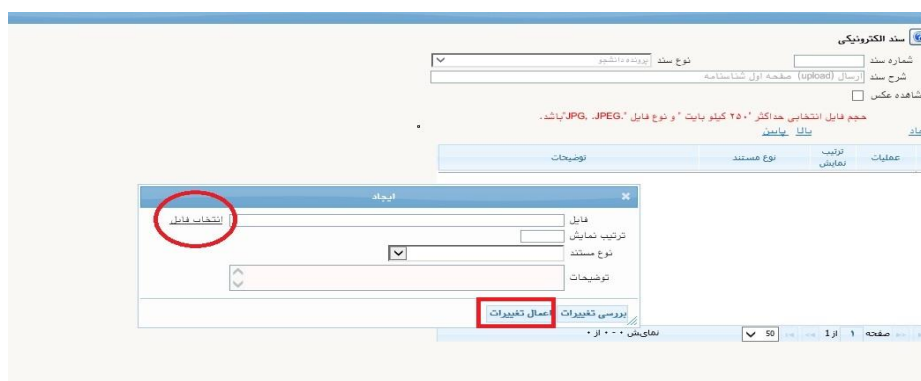 سند الکترونیکی
شماره سند نوع سند پرونده دانشجو
شرح سند ارسال (upload) صفحه اول شناسنامه
شاهده عکس
حجم فایل انتخابی حداکثر "۲۵۰ کیلو بایت" و نوع فایل "JPG, .JPEG."باشد.
اد بالا پایین
عملیات ترتیب نمایش نوع مستند توضیحات
ایجاد
فایل انتخاب فایل
ترتیب نمایش
نوع مستند
توضیحات
بررسی تغییرات اعمال تغییرات
صفحه ۱ از 1 50 نمایش ۰ - ۰ از ۰